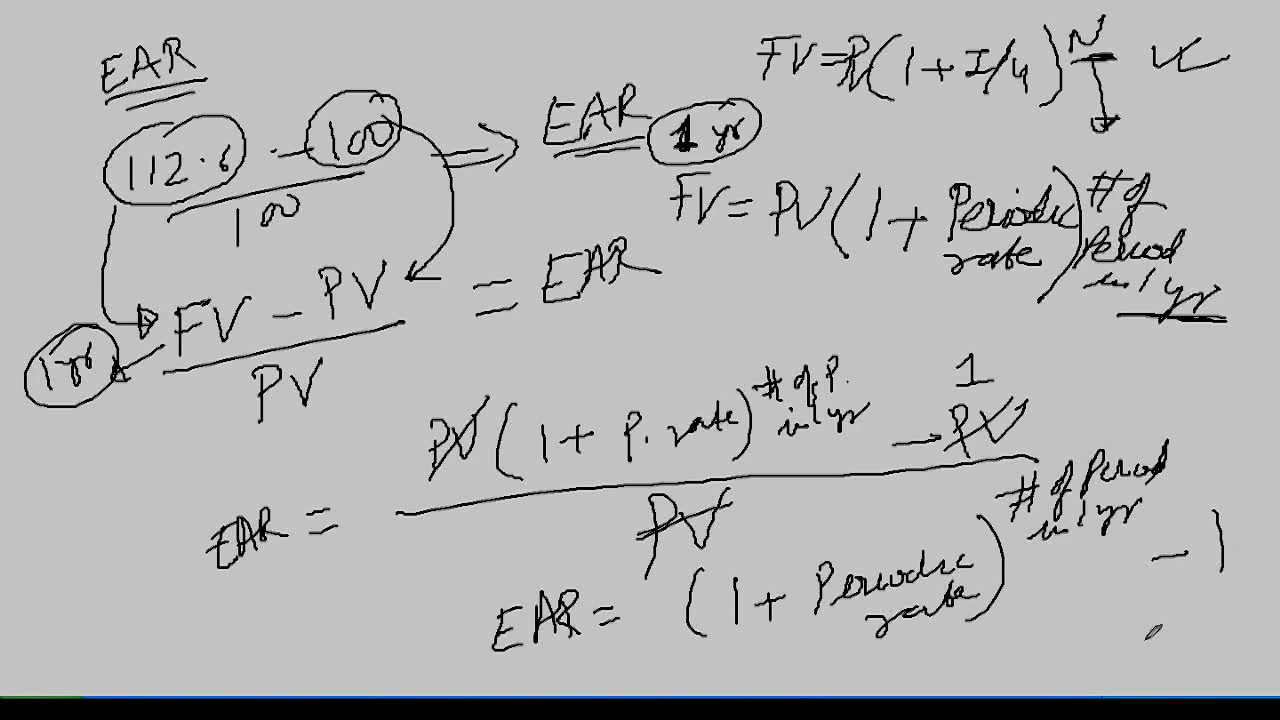 EAR
FV = P(1 + I/4)^N
112.6 - 100 ⇒ EAR 1 yr
100
FV = PV(1 + Periodic rate)^# of Period in 1 yr
FV - PV = EAR
1 yr
PV
EAR = PV(1 + P. rate)^# of P. in 1 yr - PV 1
PV
EAR = (1 + Periodic rate)^# of Period in 1 yr - 1